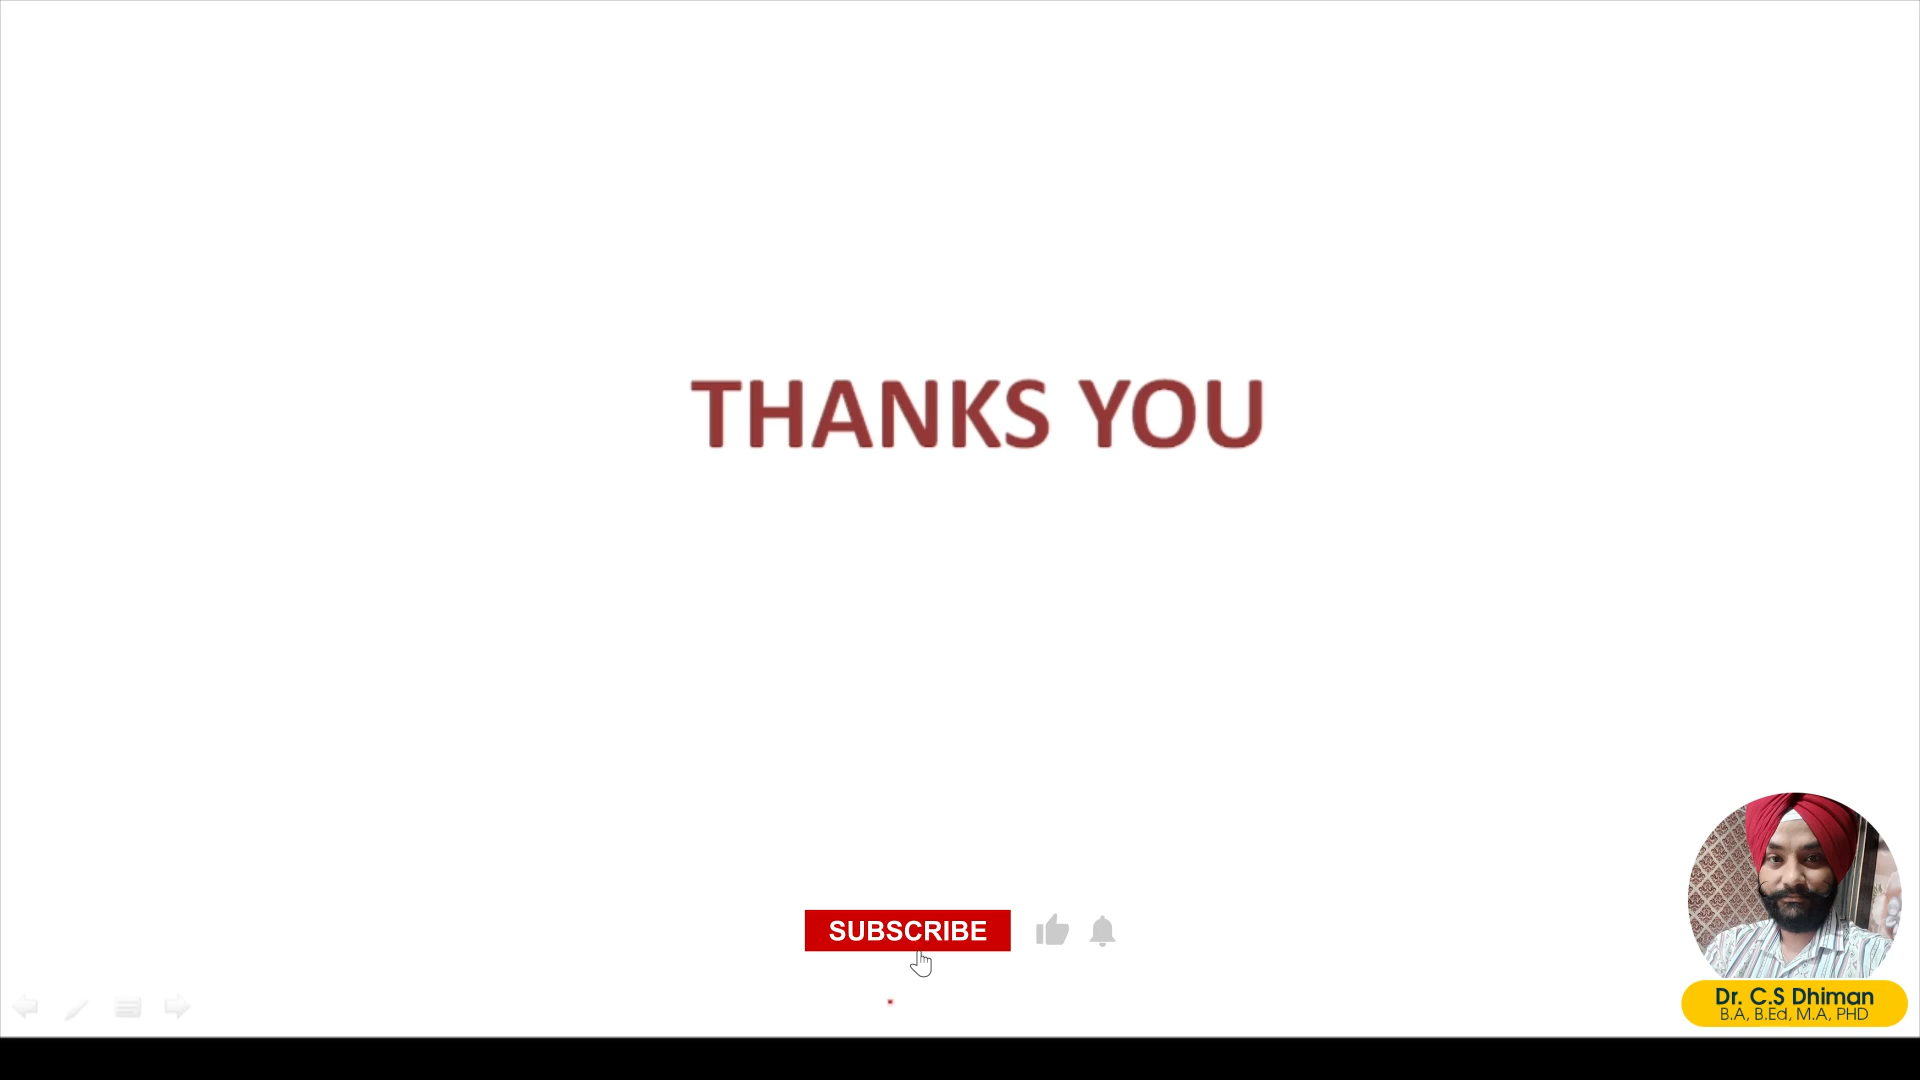 THANKS YOU
SUBSCRIBE
Dr. C.S Dhiman
B.A, B.Ed, M.A, PHD